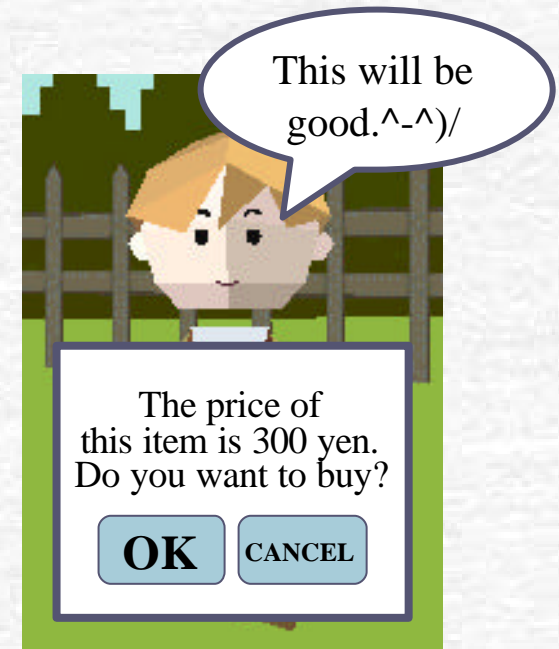 This will be
good.^-^)/
The price of
this item is 300 yen.
Do you want to buy?
OK
CANCEL